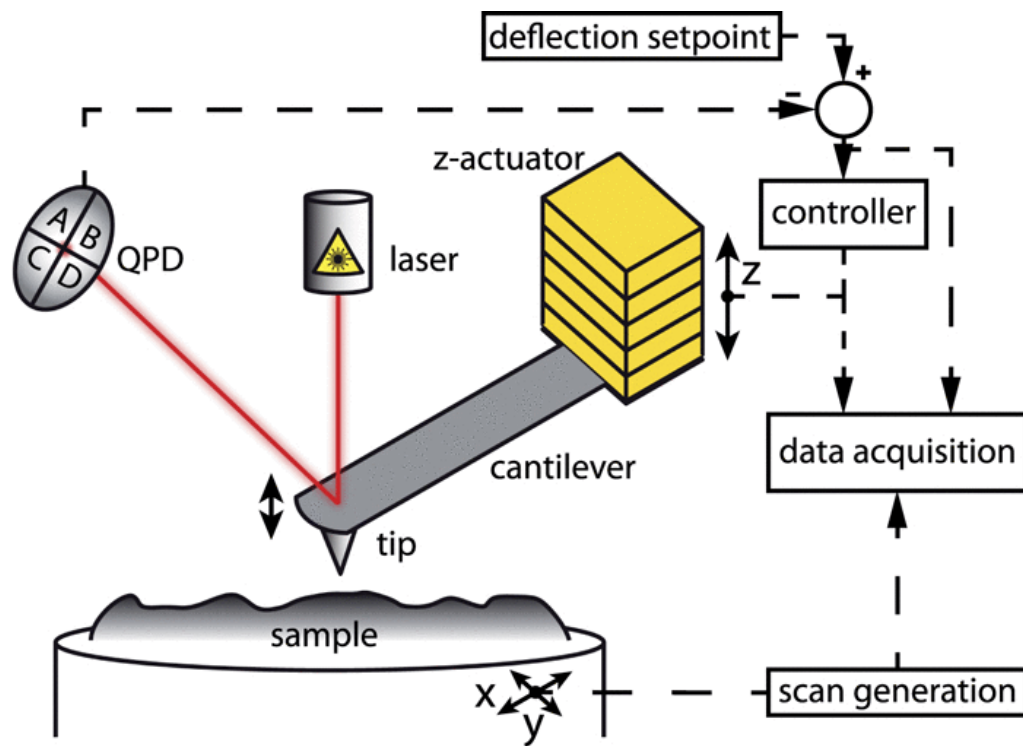 deflection setpoint
+
-
z-actuator
A
B
C
D
QPD
laser
controller
z
data acquisition
cantilever
tip
sample
x
y
scan generation